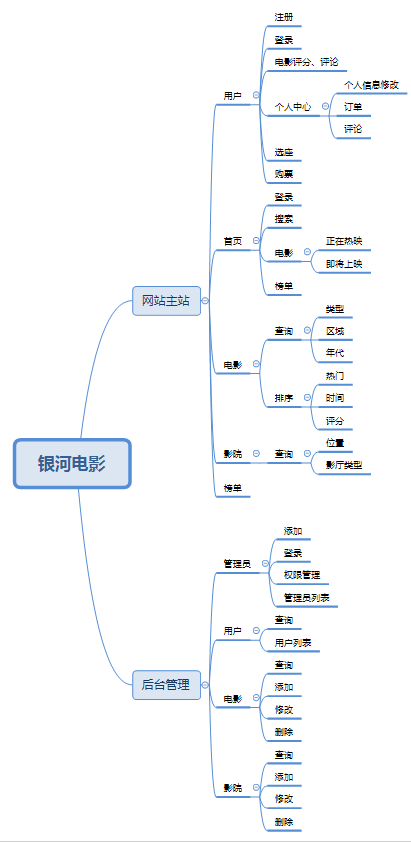 银河电影
网站主站
用户
注册
登录
电影评分、评论
个人中心
个人信息修改
订单
评论
选座
购票
首页
登录
搜索
电影
正在热映
即将上映
榜单
电影
查询
类型
区域
年代
排序
热门
时间
评分
影院
查询
位置
影厅类型
榜单
后台管理
管理员
添加
登录
权限管理
管理员列表
用户
查询
用户列表
电影
查询
添加
修改
删除
影院
查询
添加
修改
删除